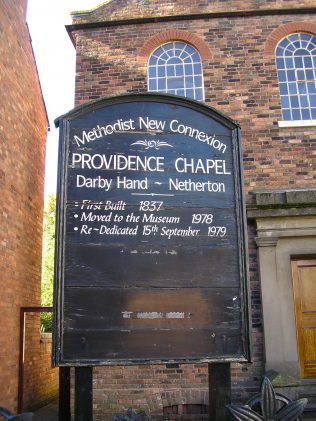 Methodist New Connexion
PROVIDENCE CHAPEL
Darby Hand ~ Netherton
• First Built 1837
• Moved to the Museum 1978
• Re~Dedicated 15th September 1979